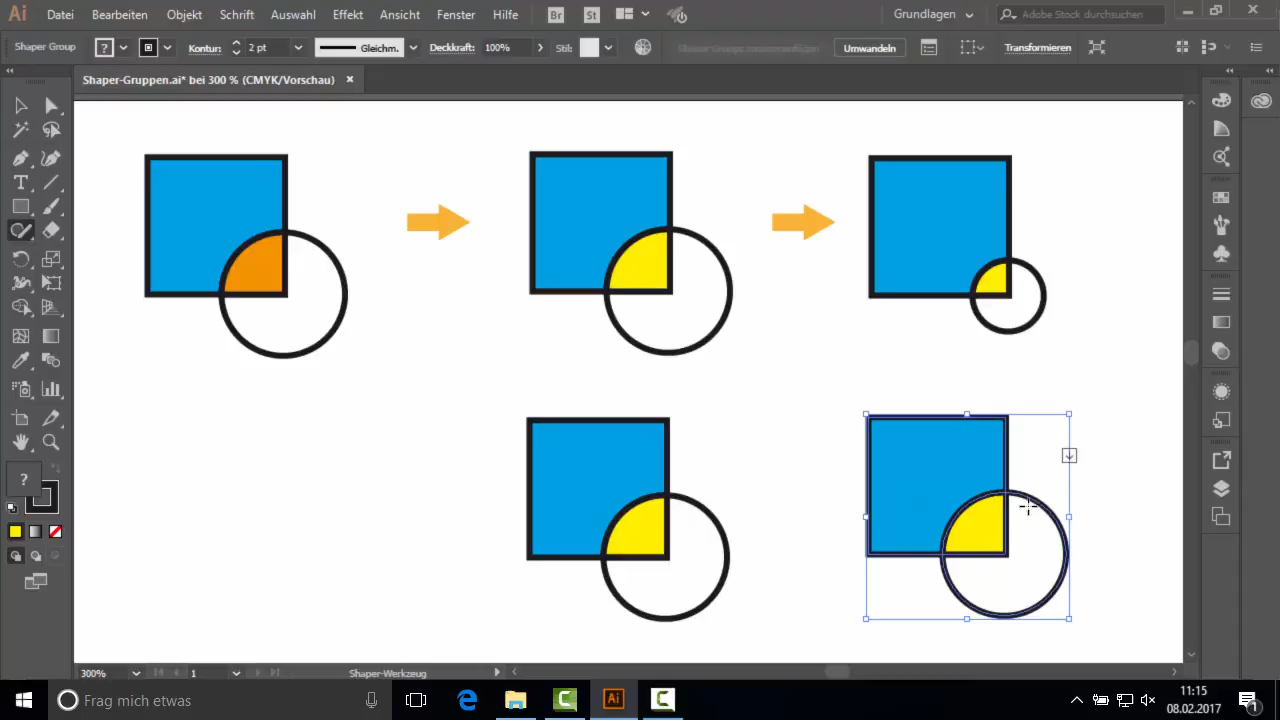 Ai Datei Bearbeiten Objekt Schrift Auswahl Effekt Ansicht Fenster Hilfe Br St Grundlagen Adobe Stock durchsuchen
Shaper Group ? Kontur: 2 pt Gleichm. Deckkraft: 100% Stil: Umwandeln Transformieren
Shaper-Gruppen.ai* bei 300 % (CMYK/Vorschau) ×
?
300% 1 Shaper-Werkzeug
Frag mich etwas Ai 11:15
08.02.2017 1